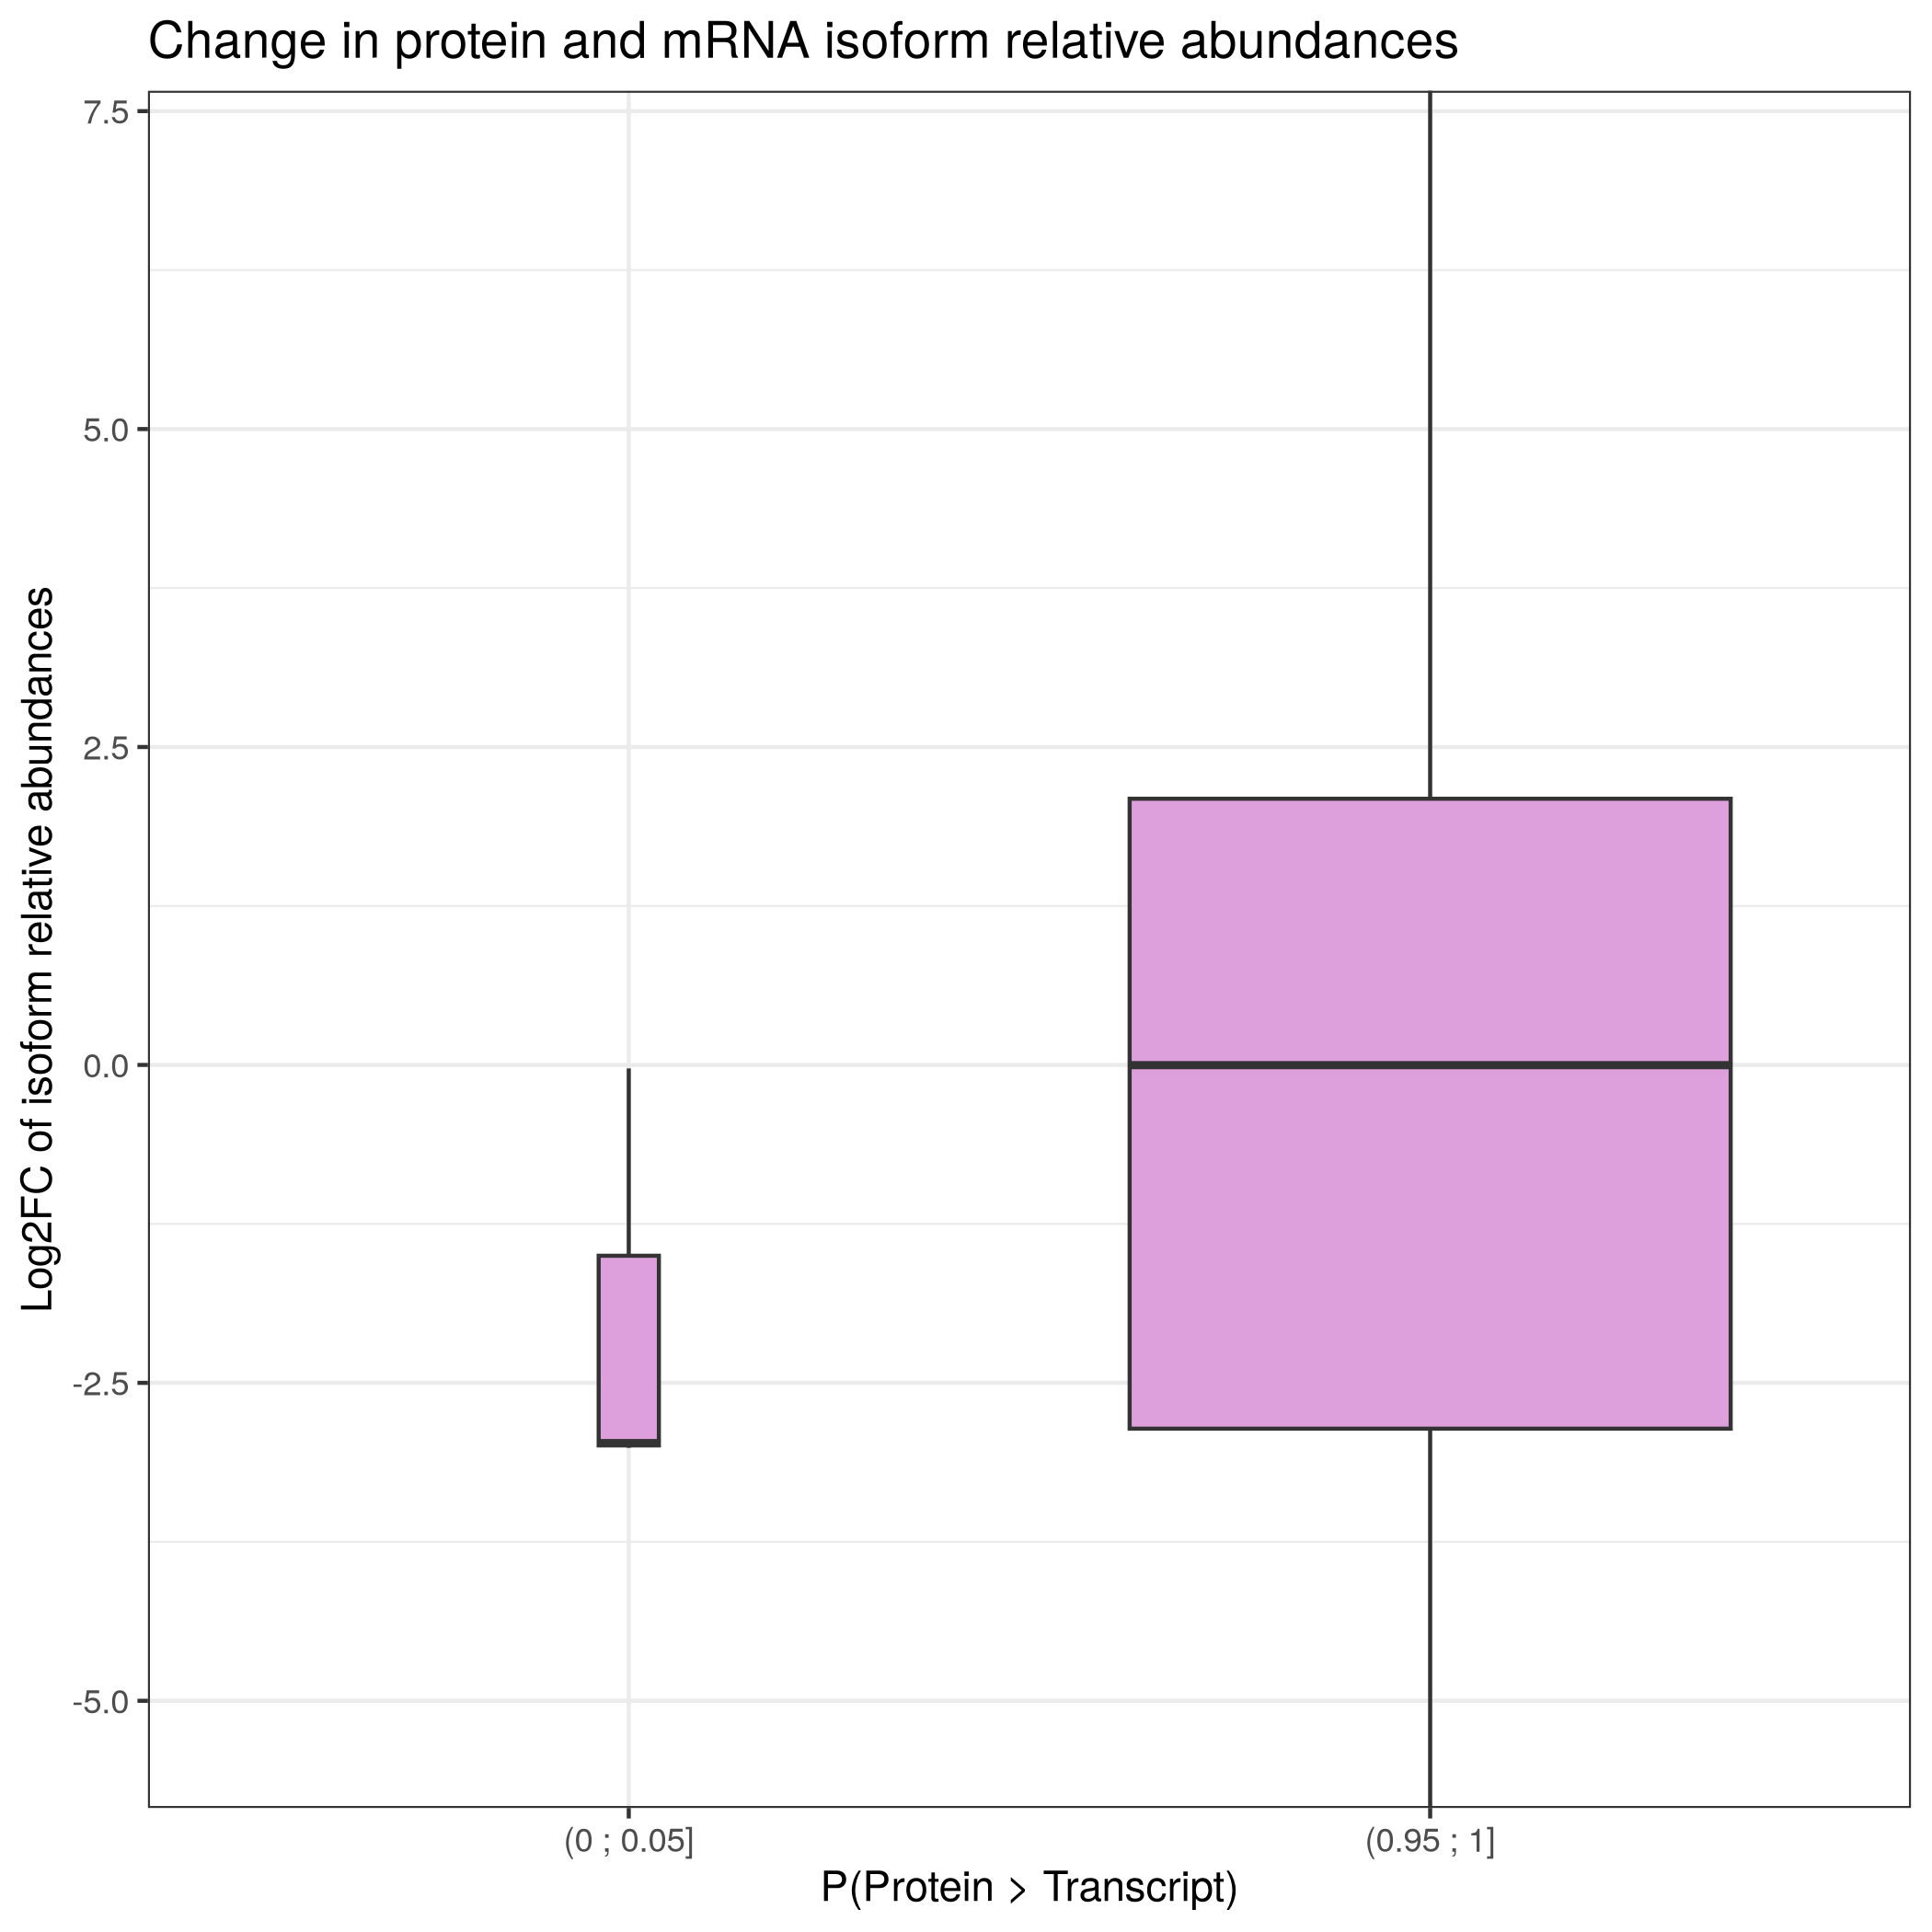 Change in protein and mRNA isoform relative abundances
Log2FC of isoform relative abundances
7.5
5.0
2.5
0.0
-2.5
-5.0
(0 ; 0.05]
(0.95 ; 1]
P(Protein > Transcript)